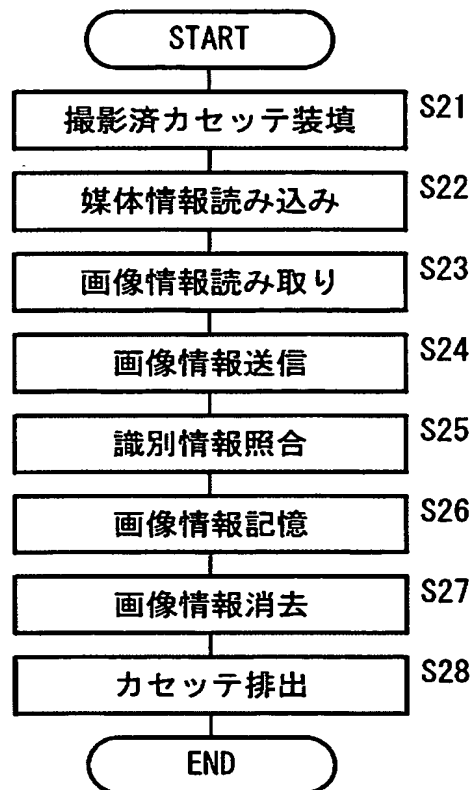 START
撮影済カセッテ装填 S21
媒体情報読み込み S22
画像情報読み取り S23
画像情報送信 S24
識別情報照合 S25
画像情報記憶 S26
画像情報消去 S27
カセッテ排出 S28
END